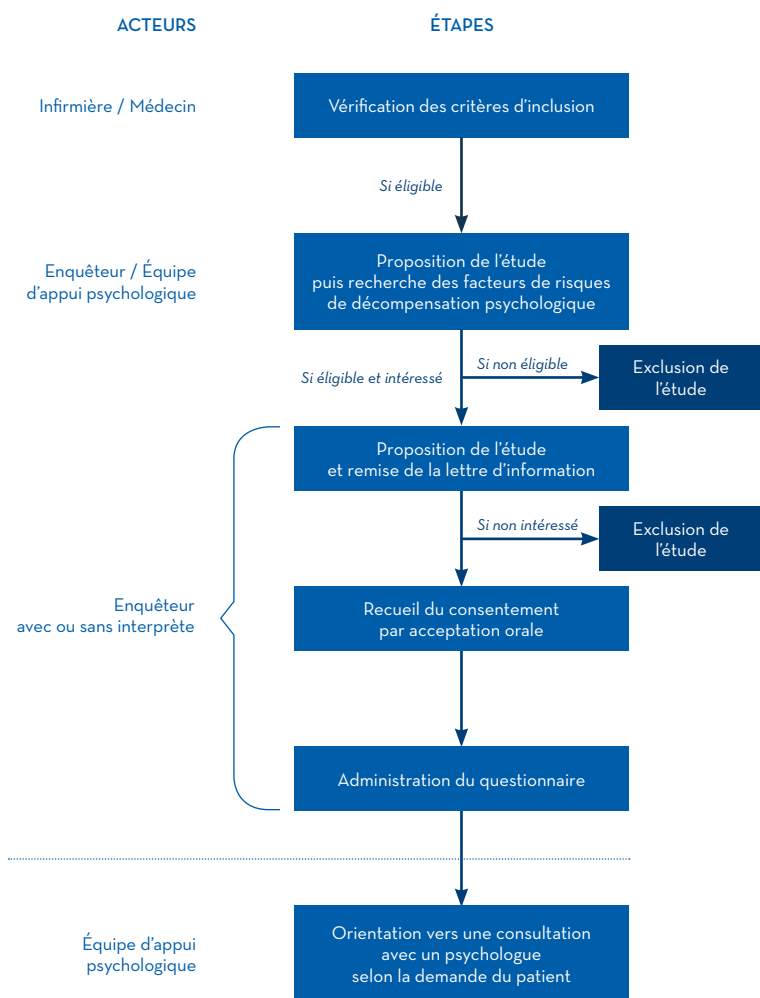 ACTEURS
ÉTAPES
Infirmière / Médecin
Vérification des critères d'inclusion
Si éligible
Enquêteur / Équipe
d'appui psychologique
Proposition de l'étude
puis recherche des facteurs de risques
de décompensation psychologique
Si éligible et intéressé
Si non éligible
Exclusion de
l'étude
Proposition de l'étude
et remise de la lettre d'information
Si non intéressé
Exclusion de
l'étude
Enquêteur
avec ou sans interprète
Recueil du consentement
par acceptation orale
Administration du questionnaire
Équipe d'appui
psychologique
Orientation vers une consultation
avec un psychologue
selon la demande du patient